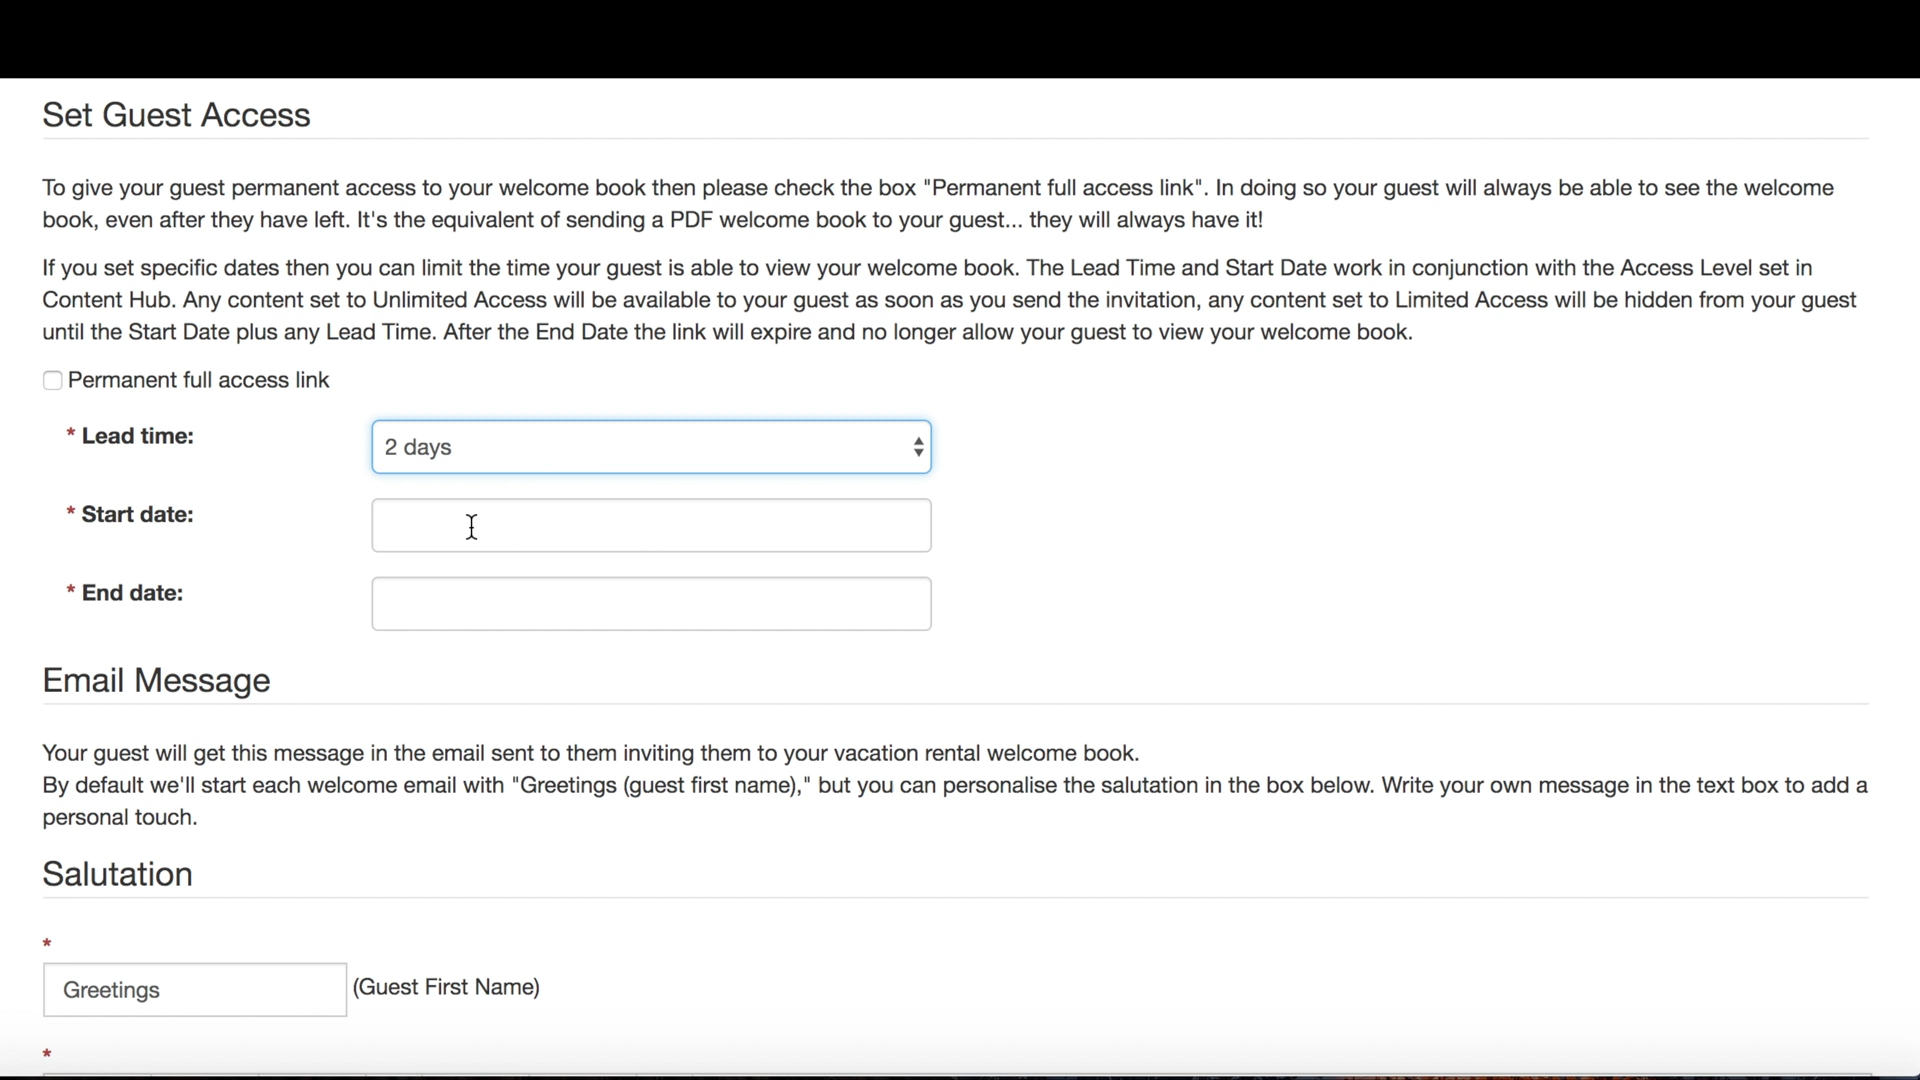 Set Guest Access
To give your guest permanent access to your welcome book then please check the box "Permanent full access link". In doing so your guest will always be able to see the welcome
book, even after they have left. It's the equivalent of sending a PDF welcome book to your guest... they will always have it!
If you set specific dates then you can limit the time your guest is able to view your welcome book. The Lead Time and Start Date work in conjunction with the Access Level set in
Content Hub. Any content set to Unlimited Access will be available to your guest as soon as you send the invitation, any content set to Limited Access will be hidden from your guest
until the Start Date plus any Lead Time. After the End Date the link will expire and no longer allow your guest to view your welcome book.
Permanent full access link
* Lead time: 2 days
* Start date:
* End date:
Email Message
Your guest will get this message in the email sent to them inviting them to your vacation rental welcome book.
By default we'll start each welcome email with "Greetings (guest first name)," but you can personalise the salutation in the box below. Write your own message in the text box to add a
personal touch.
Salutation
*
Greetings (Guest First Name)
*